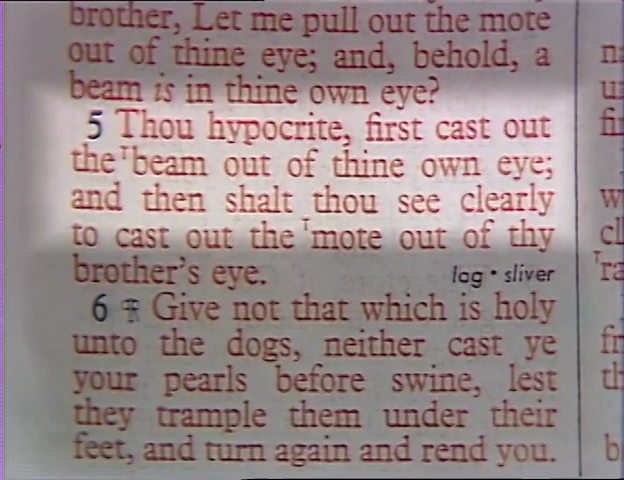 brother, Let me pull out the mote
out of thine eye; and, behold, a
beam is in thine own eye?
5 Thou hypocrite, first cast out
the ᵀbeam out of thine own eye;
and then shalt thou see clearly
to cast out the ᵀmote out of thy
brother's eye. log • sliver
6 ⁜ Give not that which is holy
unto the dogs, neither cast ye
your pearls before swine, lest
they trample them under their
feet, and turn again and rend you.